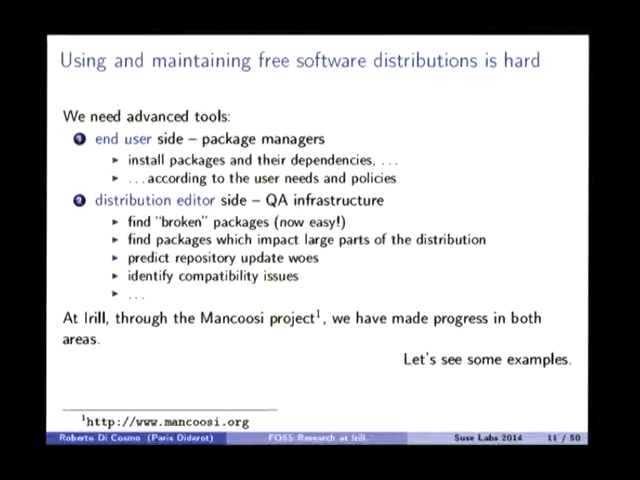 Using and maintaining free software distributions is hard
We need advanced tools:
1 end user side – package managers
▶ install packages and their dependencies, ...
▶ ... according to the user needs and policies
2 distribution editor side – QA infrastructure
▶ find "broken" packages (now easy!)
▶ find packages which impact large parts of the distribution
▶ predict repository update woes
▶ identify compatibility issues
▶ ...
At Irill, through the Mancoosi project1, we have made progress in both
areas.
Let's see some examples.
1http://www.mancoosi.org
Roberto Di Cosmo (Paris Diderot) FOSS Research at Irill Suse Labs 2014 11 / 50